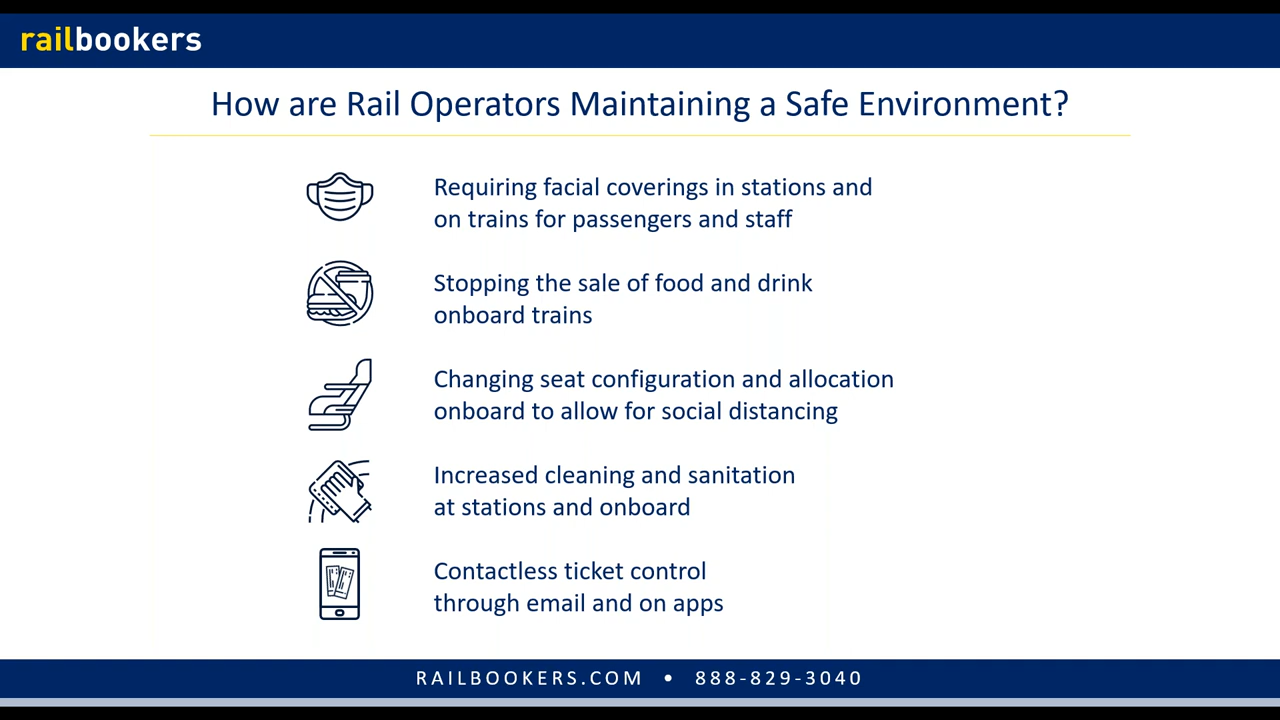 railbookers
How are Rail Operators Maintaining a Safe Environment?
Requiring facial coverings in stations and
on trains for passengers and staff
Stopping the sale of food and drink
onboard trains
Changing seat configuration and allocation
onboard to allow for social distancing
Increased cleaning and sanitation
at stations and onboard
Contactless ticket control
through email and on apps
RAILBOOKERS.COM • 888-829-3040